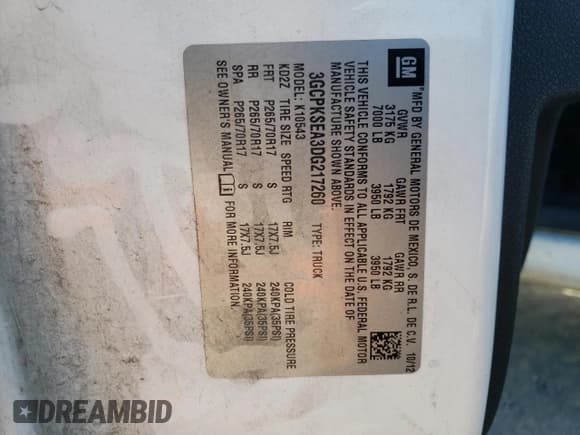 GM
MFD BY GENERAL MOTORS DE MEXICO, S. DE R.L. DE C.V. 10/12
GVWR GAWR FRT GAWR RR
3175 KG 1792 KG 1792 KG
7000 LB 3950 LB 3950 LB
THIS VEHICLE CONFORMS TO ALL APPLICABLE U.S. FEDERAL MOTOR
VEHICLE SAFETY STANDARDS IN EFFECT ON THE DATE OF
MANUFACTURE SHOWN ABOVE.
3GCPKSEA3DG217260 TYPE: TRUCK
MODEL: K10543
K02Z TIRE SIZE SPEED RTG RIM COLD TIRE PRESSURE
FRT P265/70R17 S 17X7.5J 240KPA(35PSI)
RR P265/70R17 S 17X7.5J 240KPA(35PSI)
SPA P265/70R17 S 17X7.5J 240KPA(35PSI)
SEE OWNER'S MANUAL FOR MORE INFORMATION.
DREAMBID